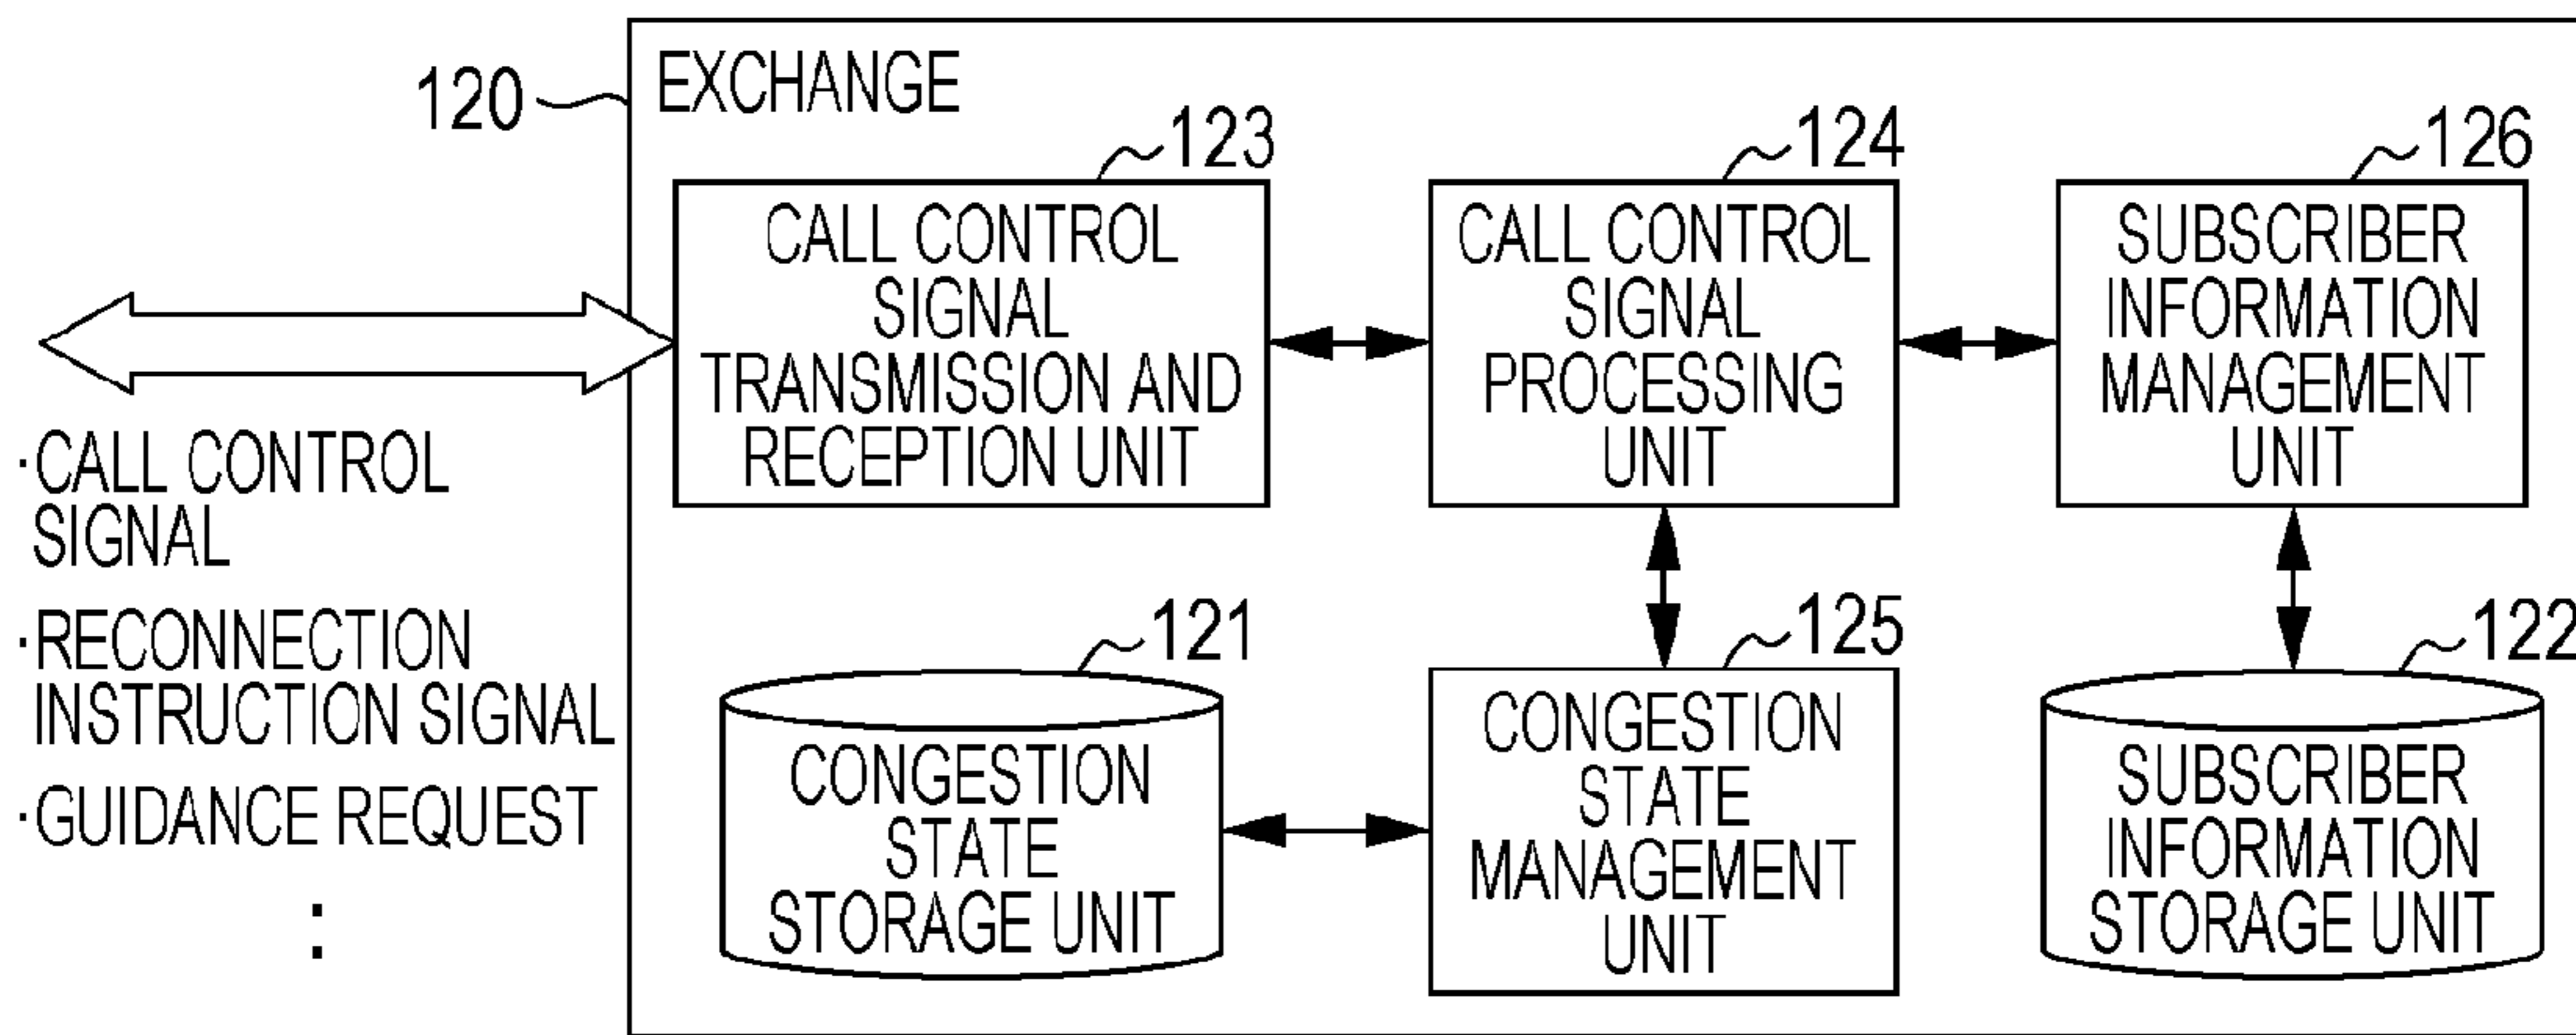 120
EXCHANGE
123
CALL CONTROL
SIGNAL
TRANSMISSION AND
RECEPTION UNIT
124
CALL CONTROL
SIGNAL
PROCESSING
UNIT
126
SUBSCRIBER
INFORMATION
MANAGEMENT
UNIT
·CALL CONTROL
SIGNAL
·RECONNECTION
INSTRUCTION SIGNAL
·GUIDANCE REQUEST
:
121
CONGESTION
STATE
STORAGE UNIT
125
CONGESTION
STATE
MANAGEMENT
UNIT
122
SUBSCRIBER
INFORMATION
STORAGE UNIT